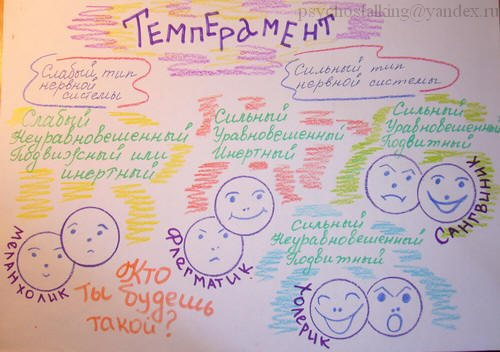 psychostalking@yandex.ru
Темперамент
Слабый тип
нервной
системы
Сильный тип
нервной системы
Слабый
Неуравновешенный
Подвижный или
инертный
Сильный
Уравновешенный
Инертный
Сильный
Уравновешенный
Подвижный
Меланхолик
Флегматик
Сангвинник
Сильный
Неуравновешенный
Подвижный
Холерик
Кто
ты будешь
такой?